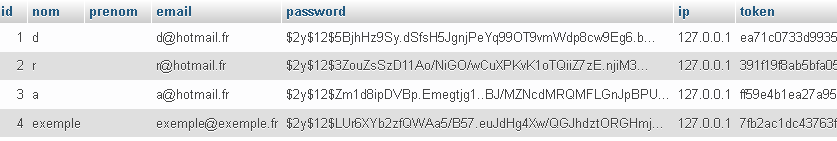 id nom prenom email password ip token
1 d d@hotmail.fr $2y$12$5BjhHz9Sy.dSfsH5JgnjPeYq99OT9vmWdp8cw9Eg6.b... 127.0.0.1 ea71c0733d9935
2 r r@hotmail.fr $2y$12$3ZouZsSzD11Ao/NiGO/wCuXPKvK1oTQiiZ7zE.njiM3... 127.0.0.1 391f19f8ab5bfa05
3 a a@hotmail.fr $2y$12$Zm1d8ipDVBp.Emegtjg1..BJ/MZNcdMRQMFLGnJpBPU... 127.0.0.1 ff59e4b1ea27a95
4 exemple exemple@exemple.fr $2y$12$LUr6XYb2zfQWAa5/B57.euJdHg4Xw/QGJhdztORGHmj... 127.0.0.1 7fb2ac1dc43763f